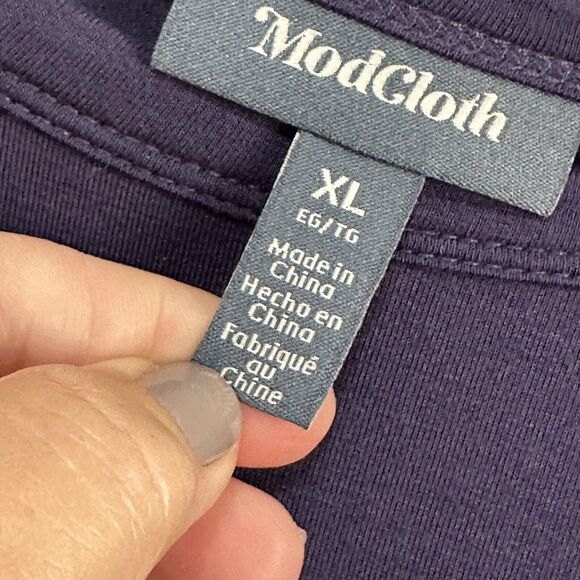 ModCloth
XL
EG/TG
Made in
China
Hecho en
China
Fabriqué
au
Chine